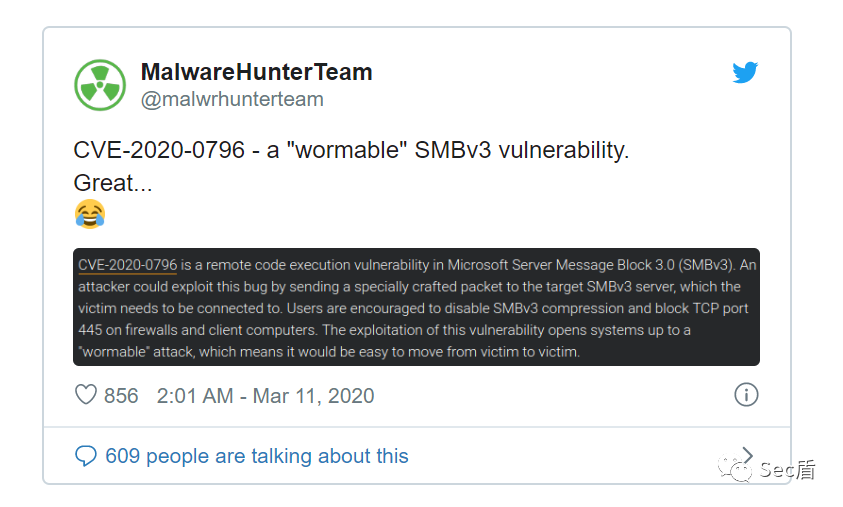 MalwareHunterTeam
@malwrhunterteam
CVE-2020-0796 - a "wormable" SMBv3 vulnerability.
Great...
CVE-2020-0796 is a remote code execution vulnerability in Microsoft Server Message Block 3.0 (SMBv3). An
attacker could exploit this bug by sending a specially crafted packet to the target SMBv3 server, which the
victim needs to be connected to. Users are encouraged to disable SMBv3 compression and block TCP port
445 on firewalls and client computers. The exploitation of this vulnerability opens systems up to a
"wormable" attack, which means it would be easy to move from victim to victim.
856 2:01 AM - Mar 11, 2020
609 people are talking about this
Sec盾